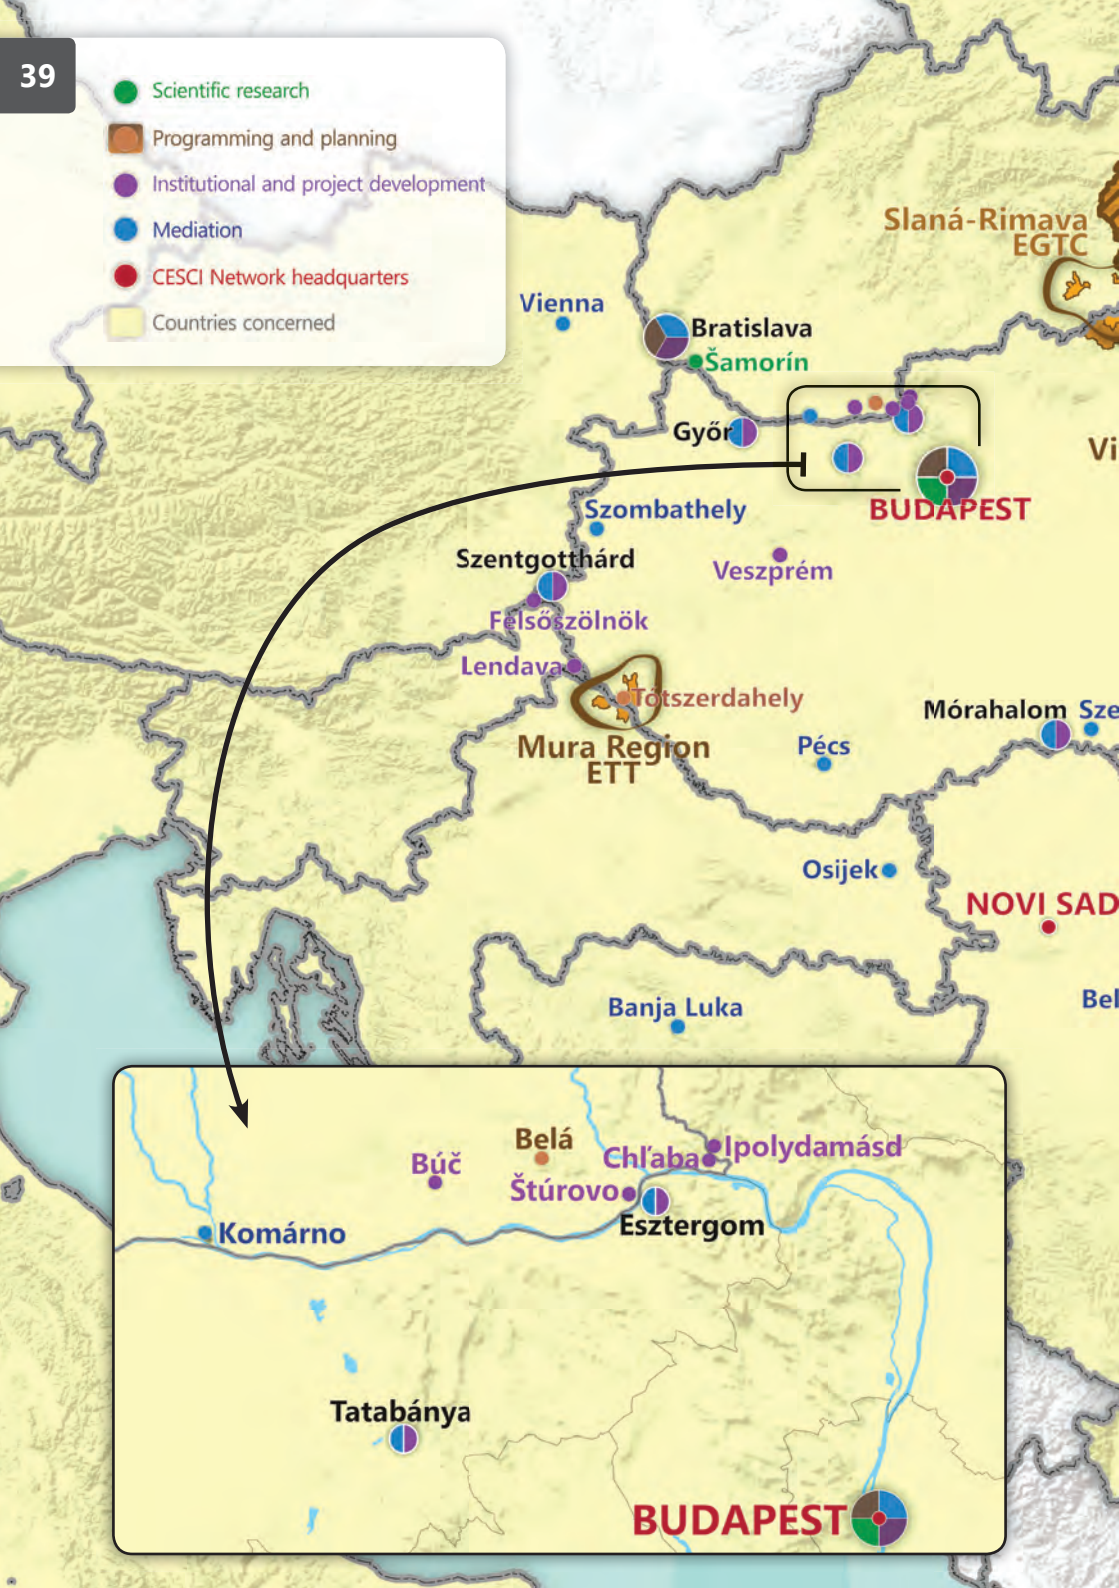 39
Scientific research
Programming and planning
Institutional and project development
Mediation
CESCI Network headquarters
Countries concerned
Slaná-Rimava
EGTC
Vienna
Bratislava
Šamorín
Győr
Vi
BUDAPEST
Szombathely
Szentgotthárd
Veszprém
Felsőszölnök
Lendava
Tótszerdahely
Mura Region
ETT
Mórahalom
Sze
Pécs
Osijek
NOVI SAD
Banja Luka
Bel
Belá
Búč
Chľaba
Ipolydamásd
Štúrovo
Esztergom
Komárno
Tatabánya
BUDAPEST